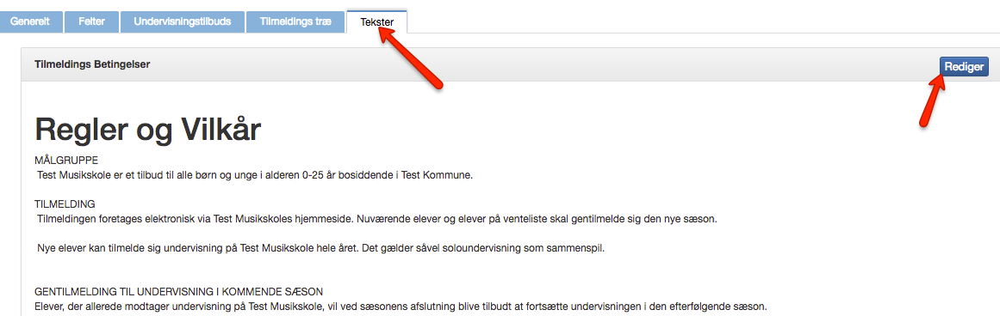 Generelt Felter Undervisningstilbuds Tilmeldings træ Tekster
Tilmeldings Betingelser
Rediger
Regler og Vilkår
MÅLGRUPPE
Test Musikskole er et tilbud til alle børn og unge i alderen 0-25 år bosiddende i Test Kommune.
TILMELDING
Tilmeldingen foretages elektronisk via Test Musikskoles hjemmeside. Nuværende elever og elever på venteliste skal gentilmelde sig den nye sæson.
Nye elever kan tilmelde sig undervisning på Test Musikskole hele året. Det gælder såvel soloundervisning som sammenspil.
GENTILMELDING TIL UNDERVISNING I KOMMENDE SÆSON
Elever, der allerede modtager undervisning på Test Musikskole, vil ved sæsonens afslutning blive tilbudt at fortsætte undervisningen i den efterfølgende sæson.